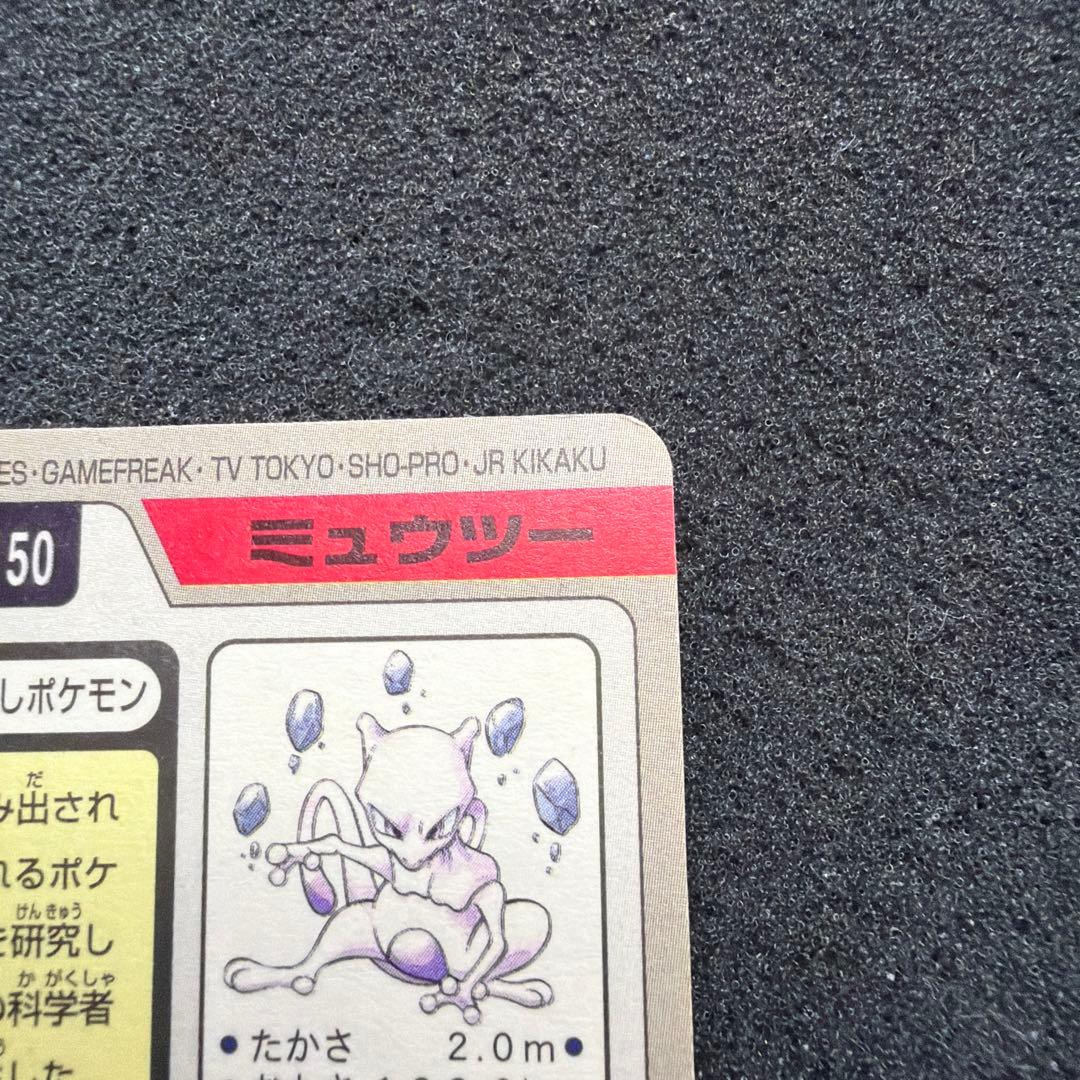 ES・GAMEFREAK・TV TOKYO・SHO-PRO・JR KIKAKU
50
ミュウツー
しポケモン
み出され
だ
れるポケ
を研究し
けんきゅう
の科学者
かがくしゃ
した
たかさ 2.0m